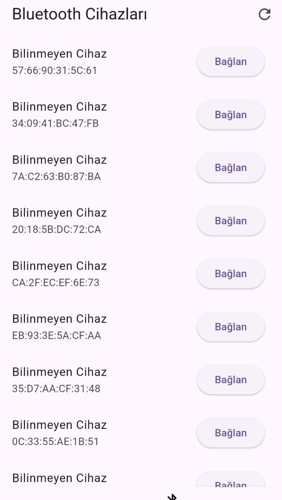 Bluetooth Cihazları
Bilinmeyen Cihaz
57:66:90:31:5C:61
Bağlan
Bilinmeyen Cihaz
34:09:41:BC:47:FB
Bağlan
Bilinmeyen Cihaz
7A:C2:63:B0:87:BA
Bağlan
Bilinmeyen Cihaz
20:18:5B:DC:72:CA
Bağlan
Bilinmeyen Cihaz
CA:2F:EC:EF:6E:73
Bağlan
Bilinmeyen Cihaz
EB:93:3E:5A:CF:AA
Bağlan
Bilinmeyen Cihaz
35:D7:AA:CF:31:48
Bağlan
Bilinmeyen Cihaz
0C:33:55:AE:1B:51
Bağlan
Bilinmeyen Cihaz
Bağlan